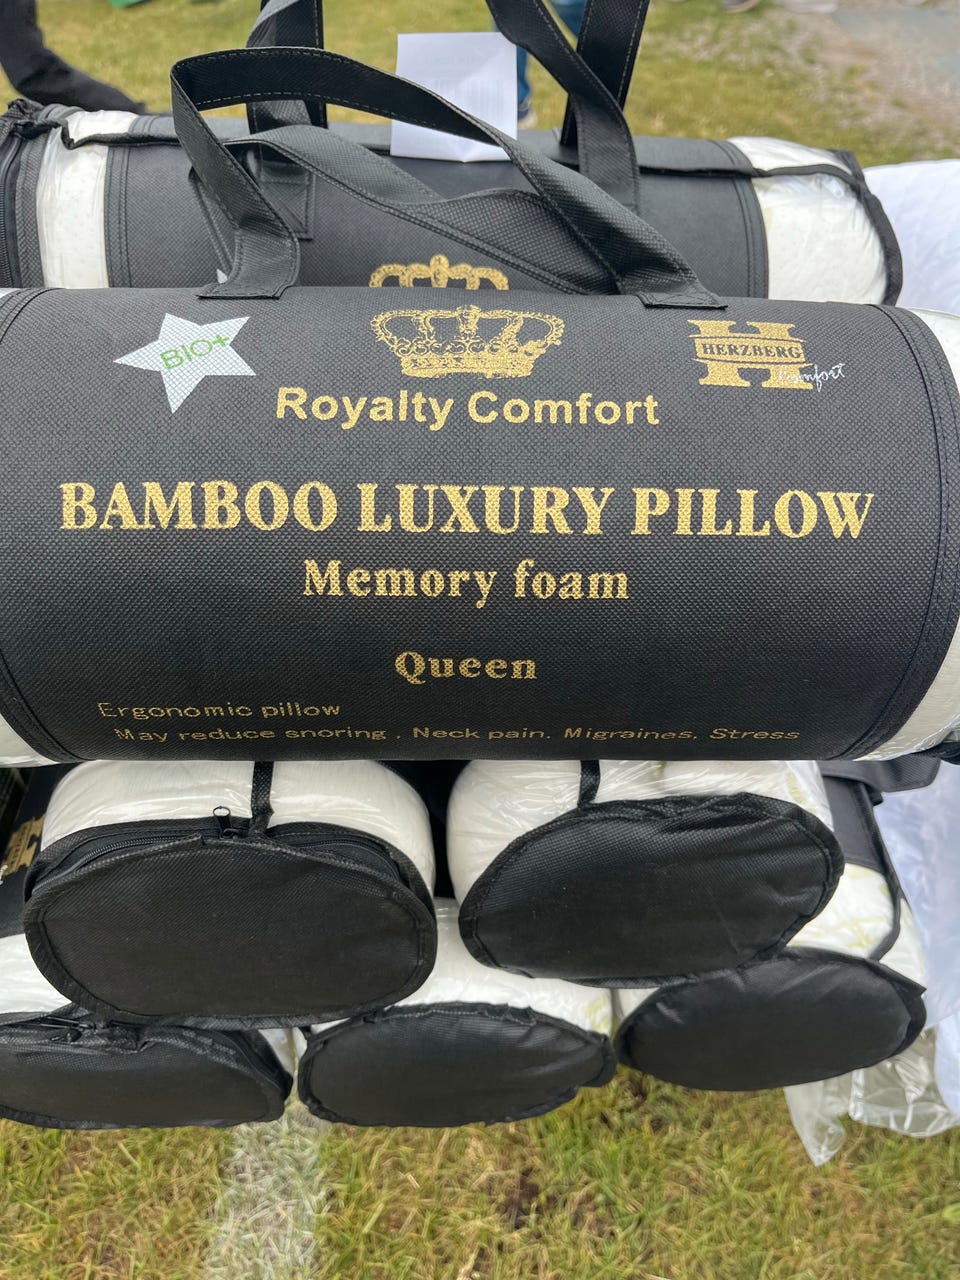 BIO+
HERZBERG
Comfort
Royalty Comfort
BAMBOO LUXURY PILLOW
Memory foam
Queen
Ergonomic pillow
May reduce snoring , Neck pain. Migraines. Stress